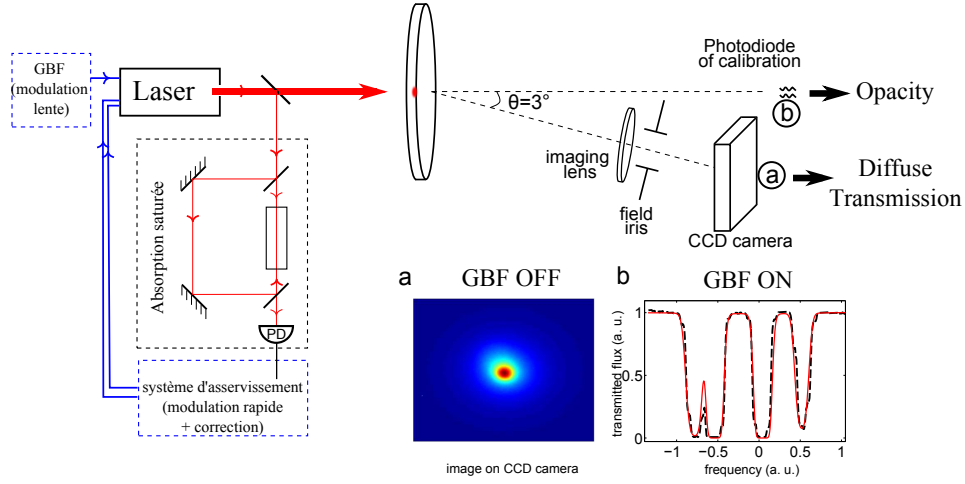 GBF
(modulation
lente)
Laser
Absorption saturée
PD
système d'asservissement
(modulation rapide
+ correction)
θ=3°
Photodiode
of calibration
b
Opacity
imaging
lens
field
iris
CCD camera
a
Diffuse
Transmission
a
GBF OFF
image on CCD camera
b
GBF ON
transmitted flux (a. u.)
1
0.5
0
−1
−0.5
0
0.5
1
frequency (a. u.)